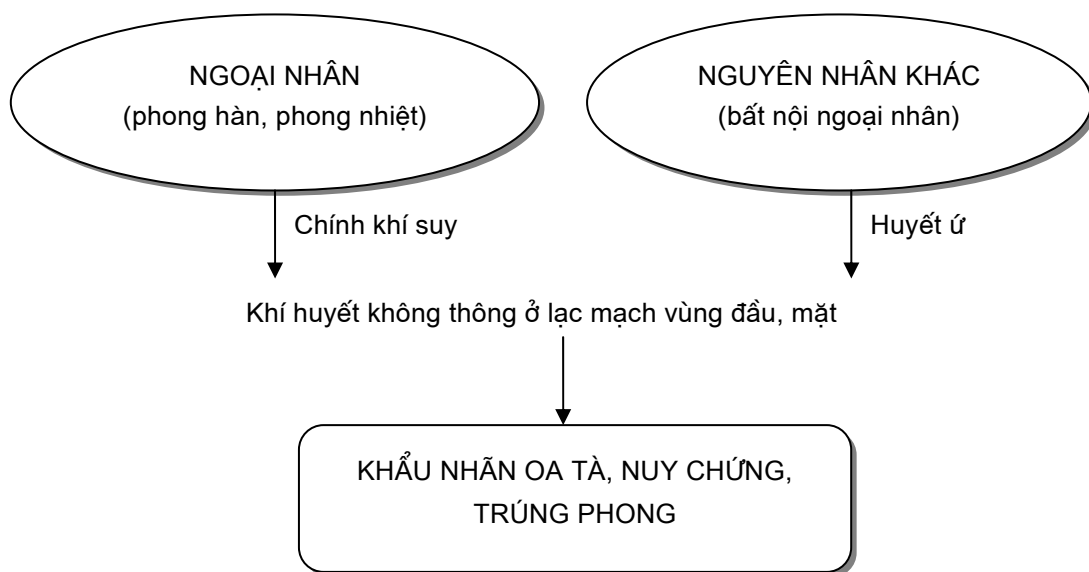 NGOẠI NHÂN
(phong hàn, phong nhiệt)
NGUYÊN NHÂN KHÁC
(bất nội ngoại nhân)
Chính khí suy
Huyết ứ
Khí huyết không thông ở lạc mạch vùng đầu, mặt
KHẨU NHÃN OA TÀ, NUY CHỨNG,
TRÚNG PHONG